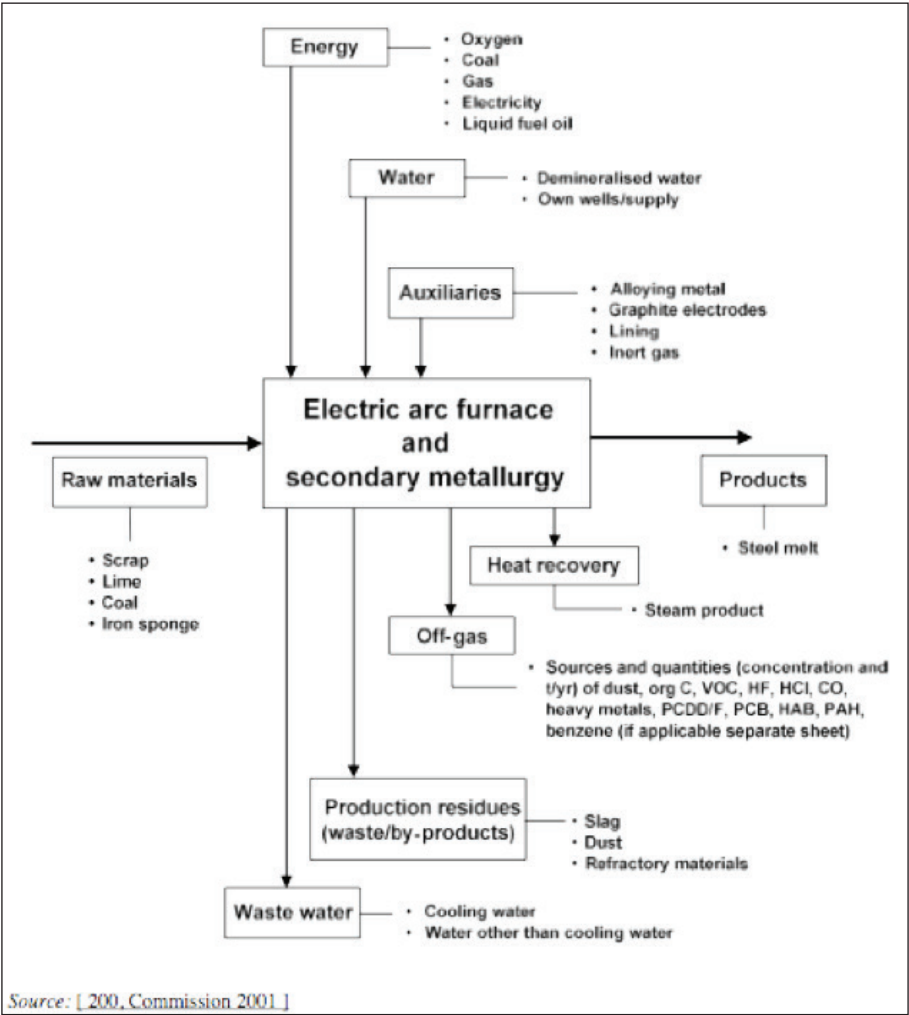 Energy
• Oxygen
• Coal
• Gas
• Electricity
• Liquid fuel oil
Water
• Demineralised water
• Own wells/supply
Auxiliaries
• Alloying metal
• Graphite electrodes
• Lining
• Inert gas
Electric arc furnace
and
secondary metallurgy
Raw materials
• Scrap
• Lime
• Coal
• Iron sponge
Products
• Steel melt
Heat recovery
• Steam product
Off-gas
• Sources and quantities (concentration and
t/yr) of dust, org C, VOC, HF, HCl, CO,
heavy metals, PCDD/F, PCB, HAB, PAH,
benzene (if applicable separate sheet)
Production residues
(waste/by-products)
• Slag
• Dust
• Refractory materials
Waste water
• Cooling water
• Water other than cooling water
Source: [ 200, Commission 2001 ]